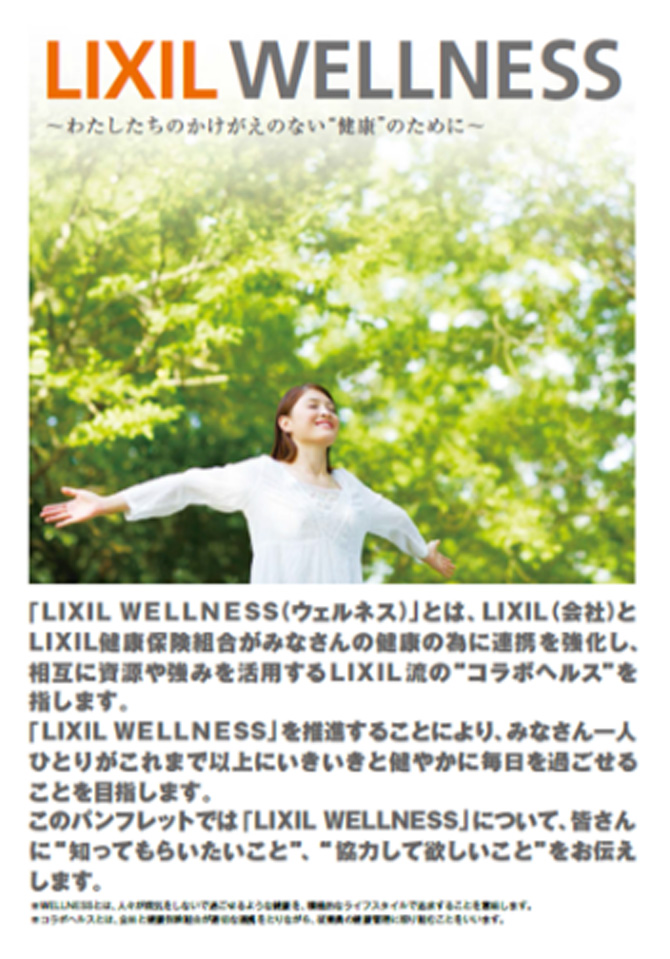 LIXIL WELLNESS
～わたしたちのかけがえのない“健康”のために～
「LIXIL WELLNESS(ウェルネス)」とは、LIXIL(会社)と
LIXIL健康保険組合がみなさんの健康の為に連携を強化し、
相互に資源や強みを活用するLIXIL流の“コラボヘルス”を
指します。
「LIXIL WELLNESS」を推進することにより、みなさん一人
ひとりがこれまで以上にいきいきと健やかに毎日を過ごせる
ことを目指します。
このパンフレットでは「LIXIL WELLNESS」について、皆さん
に“知ってもらいたいこと”、“協力して欲しいこと”をお伝え
します。
※WELLNESSとは、人々が病気をしないで過ごせるような健康を、積極的なライフスタイルで追求することを意味します。
※コラボヘルスとは、会社と健康保険組合が適切な連携をとりながら、従業員の健康管理に取り組むことをいいます。